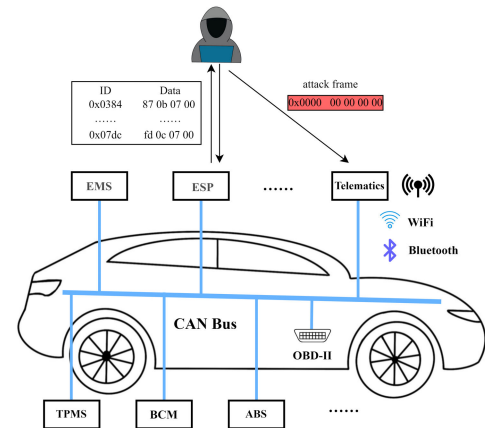 ID Data
0x0384 87 0b 07 00
...... ......
0x07dc fd 0c 07 00
attack frame
0x0000 00 00 00 00
EMS
ESP
......
Telematics
WiFi
Bluetooth
CAN Bus
OBD-II
TPMS
BCM
ABS
......